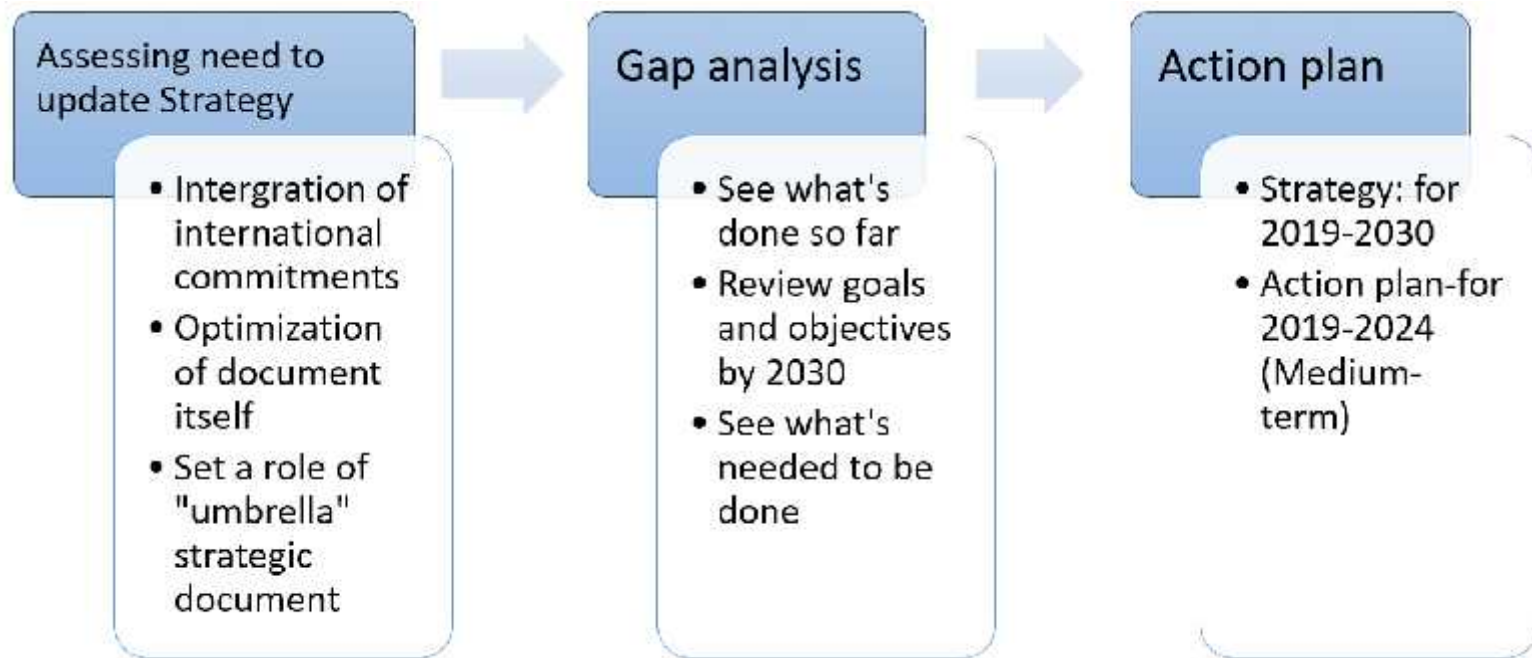 Assessing need to
update Strategy
• Intergration of
international
commitments
• Optimization
of document
itself
• Set a role of
"umbrella"
strategic
document
Gap analysis
• See what's
done so far
• Review goals
and objectives
by 2030
• See what's
needed to be
done
Action plan
• Strategy: for
2019-2030
• Action plan-for
2019-2024
(Medium-
term)